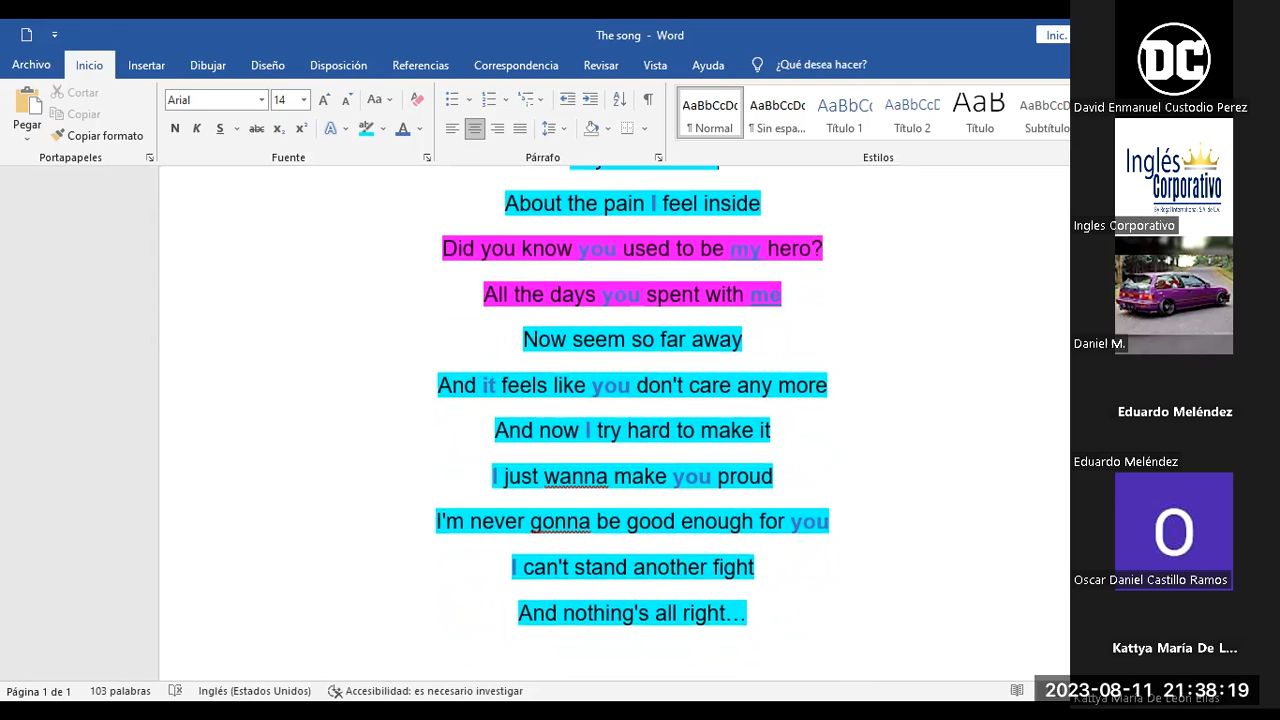 The song - Word
Inic.
Archivo Inicio Insertar Dibujar Diseño Disposición Referencias Correspondencia Revisar Vista Ayuda ¿Qué desea hacer?
Pegar
Cortar
Copiar
Copiar formato
Arial 14
Aa
N K S abc x₂ x² A A
AaBbCcDc
¶ Normal
AaBbCcDc
¶ Sin espa...
AaBbCc
Título 1
AaBbCcD
Título 2
AaB
Título
AaBbCcD
Subtítulo
Portapapeles Fuente Párrafo Estilos
About the pain I feel inside
Did you know you used to be my hero?
All the days you spent with me
Now seem so far away
And it feels like you don't care any more
And now I try hard to make it
I just wanna make you proud
I'm never gonna be good enough for you
I can't stand another fight
And nothing's all right…
Página 1 de 1 103 palabras Inglés (Estados Unidos) Accesibilidad: es necesario investigar
DC
David Enmanuel Custodio Perez
Inglés
Corporativo
Ingles Corporativo
Daniel M.
Eduardo Meléndez
Eduardo Meléndez
O
Oscar Daniel Castillo Ramos
Kattya María De L...
2023-08-11 21:38:19